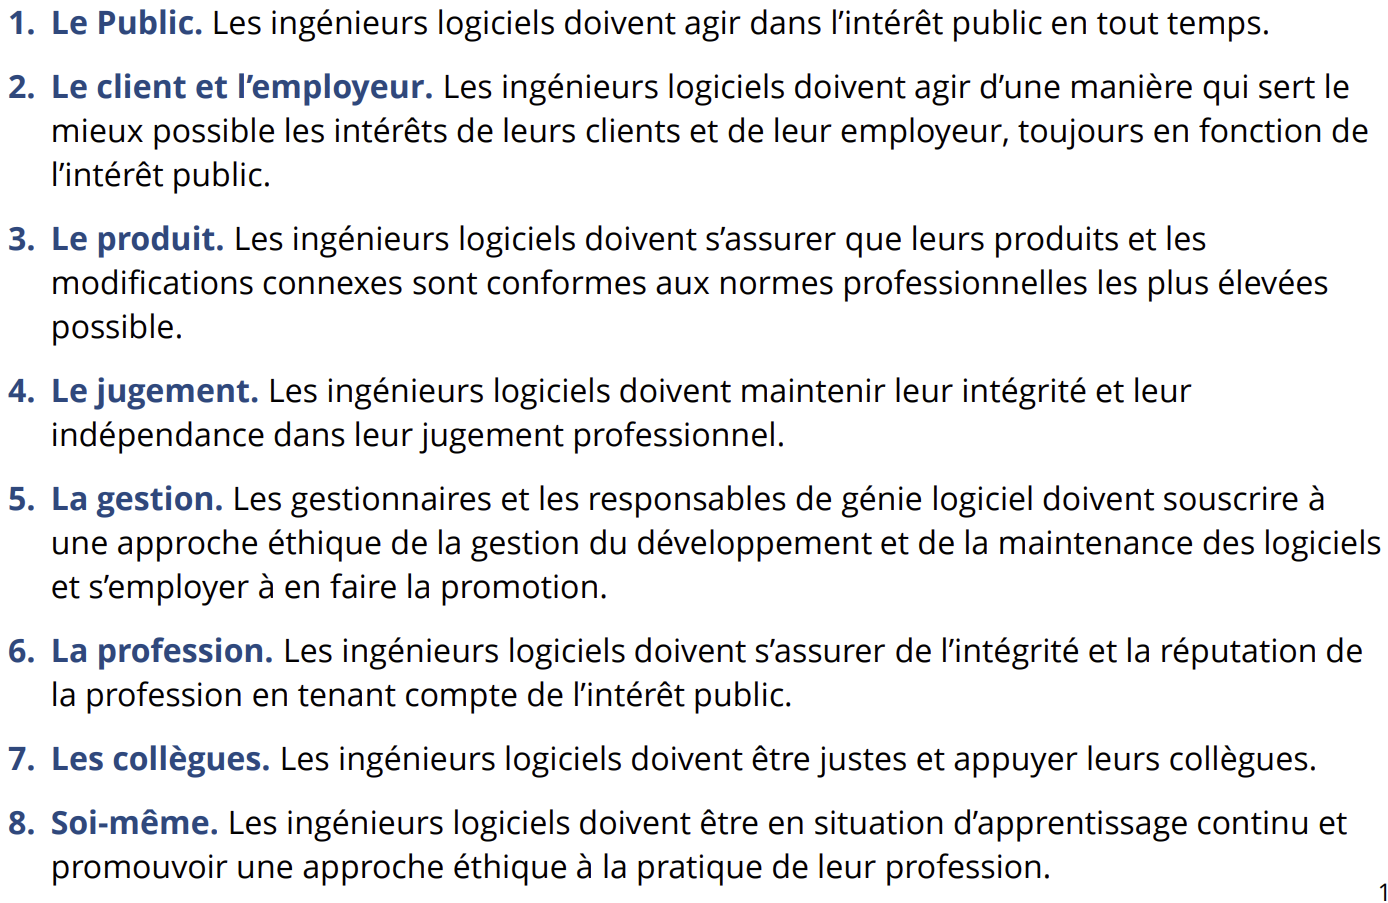 1. Le Public. Les ingénieurs logiciels doivent agir dans l’intérêt public en tout temps.
2. Le client et l’employeur. Les ingénieurs logiciels doivent agir d’une manière qui sert le
mieux possible les intérêts de leurs clients et de leur employeur, toujours en fonction de
l’intérêt public.
3. Le produit. Les ingénieurs logiciels doivent s’assurer que leurs produits et les
modifications connexes sont conformes aux normes professionnelles les plus élevées
possible.
4. Le jugement. Les ingénieurs logiciels doivent maintenir leur intégrité et leur
indépendance dans leur jugement professionnel.
5. La gestion. Les gestionnaires et les responsables de génie logiciel doivent souscrire à
une approche éthique de la gestion du développement et de la maintenance des logiciels
et s’employer à en faire la promotion.
6. La profession. Les ingénieurs logiciels doivent s’assurer de l’intégrité et la réputation de
la profession en tenant compte de l’intérêt public.
7. Les collègues. Les ingénieurs logiciels doivent être justes et appuyer leurs collègues.
8. Soi-même. Les ingénieurs logiciels doivent être en situation d’apprentissage continu et
promouvoir une approche éthique à la pratique de leur profession.
1